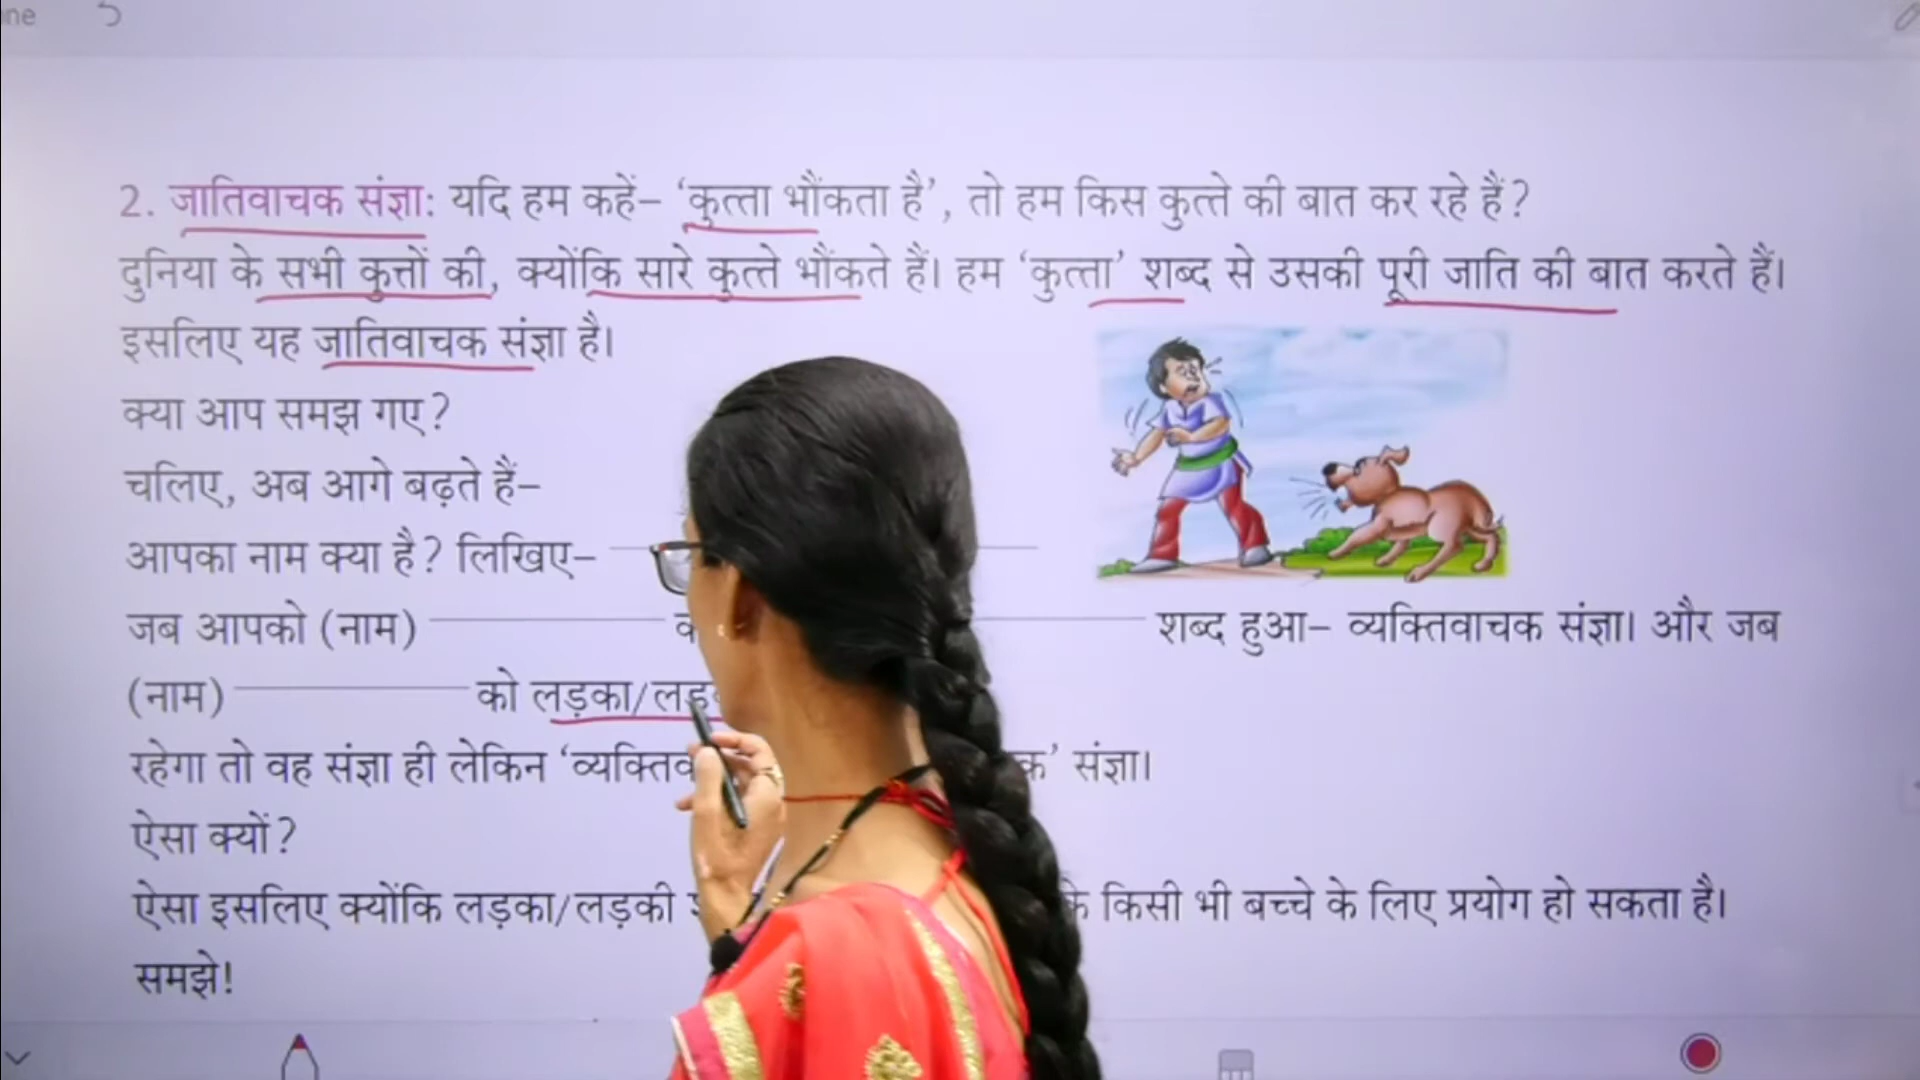 2. जातिवाचक संज्ञा: यदि हम कहें– ‘कुत्ता भौंकता है’, तो हम किस कुत्ते की बात कर रहे हैं?
दुनिया के सभी कुत्तों की, क्योंकि सारे कुत्ते भौंकते हैं। हम ‘कुत्ता’ शब्द से उसकी पूरी जाति की बात करते हैं।
इसलिए यह जातिवाचक संज्ञा है।
क्या आप समझ गए?
चलिए, अब आगे बढ़ते हैं–
आपका नाम क्या है? लिखिए–
जब आपको (नाम) शब्द हुआ– व्यक्तिवाचक संज्ञा। और जब
(नाम) को लड़का/
रहेगा तो वह संज्ञा ही लेकिन संज्ञा।
ऐसा क्यों?
ऐसा इसलिए क्योंकि लड़का/लड़की किसी भी बच्चे के लिए प्रयोग हो सकता है।
समझे!